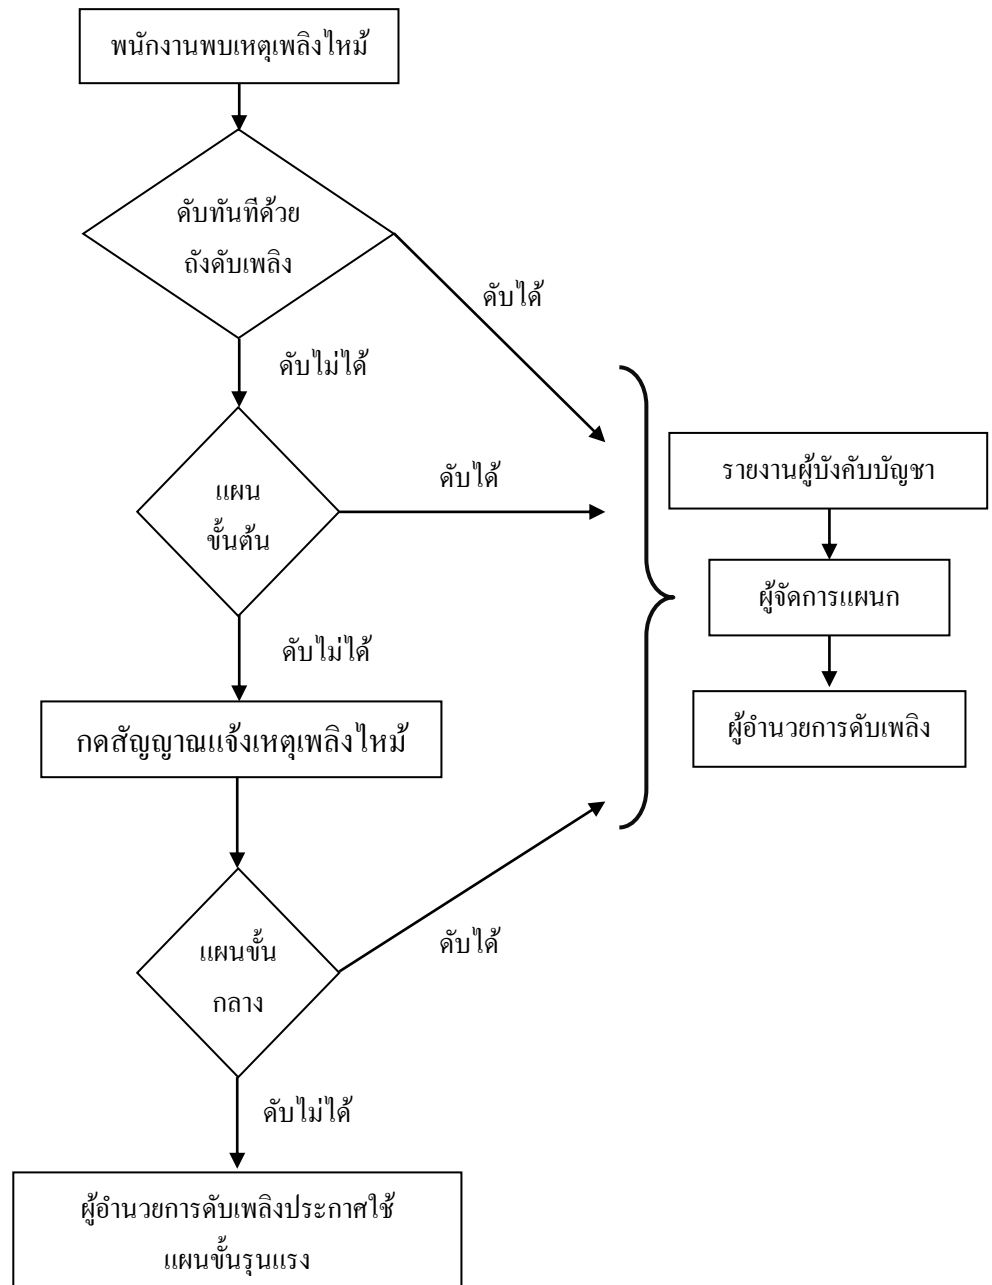 พนักงานพบเหตุเพลิงไหม้
ดับทันทีด้วย
ถังดับเพลิง
ดับได้
ดับไม่ได้
แผน
ขั้นต้น
ดับได้
รายงานผู้บังคับบัญชา
ผู้จัดการแผนก
ผู้อำนวยการดับเพลิง
ดับไม่ได้
กดสัญญาณแจ้งเหตุเพลิงไหม้
แผนขั้น
กลาง
ดับได้
ดับไม่ได้
ผู้อำนวยการดับเพลิงประกาศใช้
แผนขั้นรุนแรง